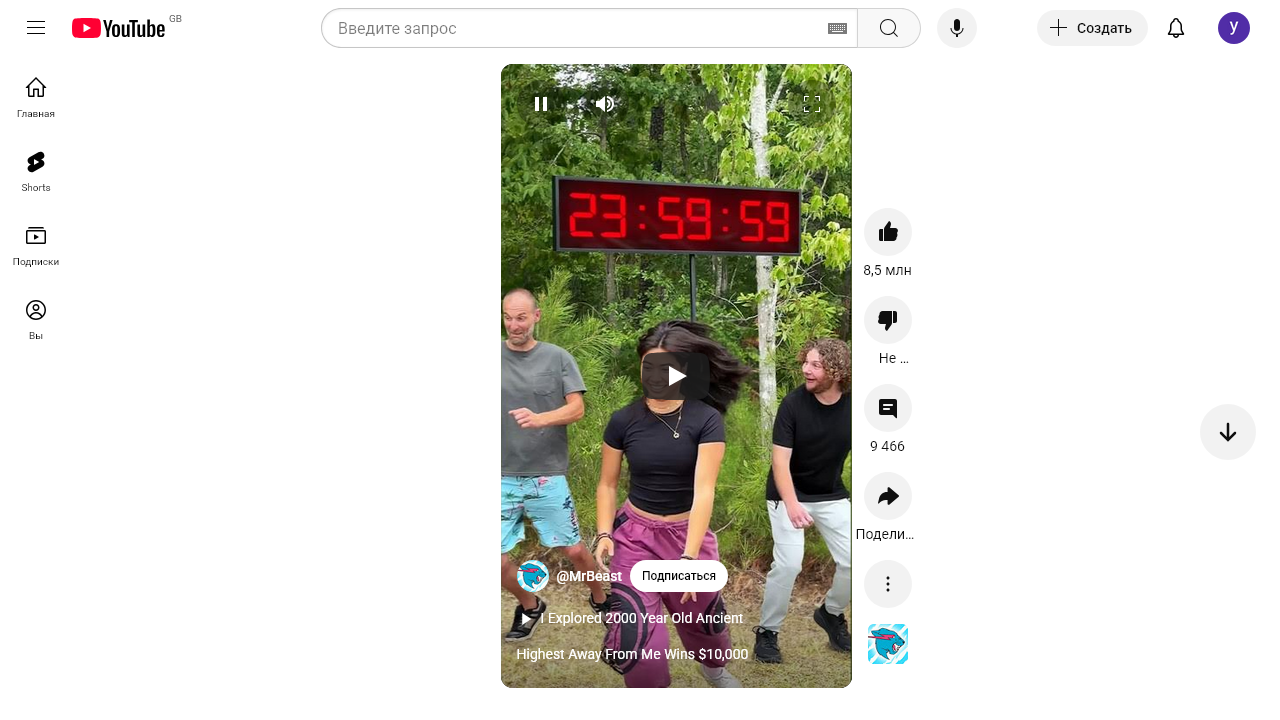 YouTube GB
Введите запрос
Создать
y
Главная
Shorts
Подписки
Вы
23:59:59
8,5 млн
Не ...
9 466
Подели...
@MrBeast
Подписаться
I Explored 2000 Year Old Ancient
Highest Away From Me Wins $10,000